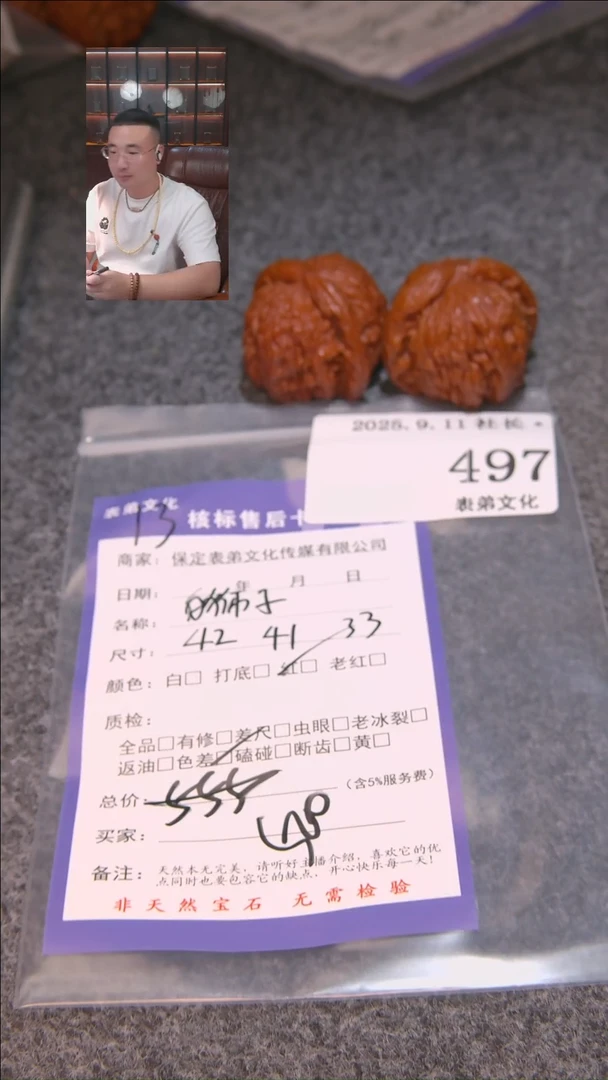 2025.9.11 社长
497
表弟文化
表弟文化
13
核标售后卡
商家：保定表弟文化传媒有限公司
日期： 年 月 日
名称：狮子
尺寸：42 41 33
颜色：白□ 打底□ 红□ 老红□
质检：
全品□有修□差尺□虫眼□老冰裂□
返油□色差□磕碰□断齿□黄□
总价：555 （含5%服务费）
买家：
备注：天然本无完美，请听好主播介绍，喜欢它的优
点同时也要包容它的缺点，开心快乐每一天！
非天然宝石 无需检验